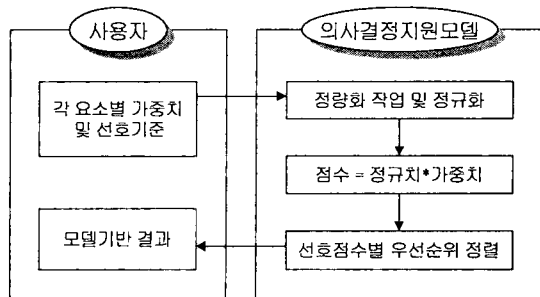 사용자
의사결정지원모델
각 요소별 가중치
및 선호기준
정량화 작업 및 정규화
점수 = 정규치*가중치
선호점수별 우선순위 정렬
모델기반 결과